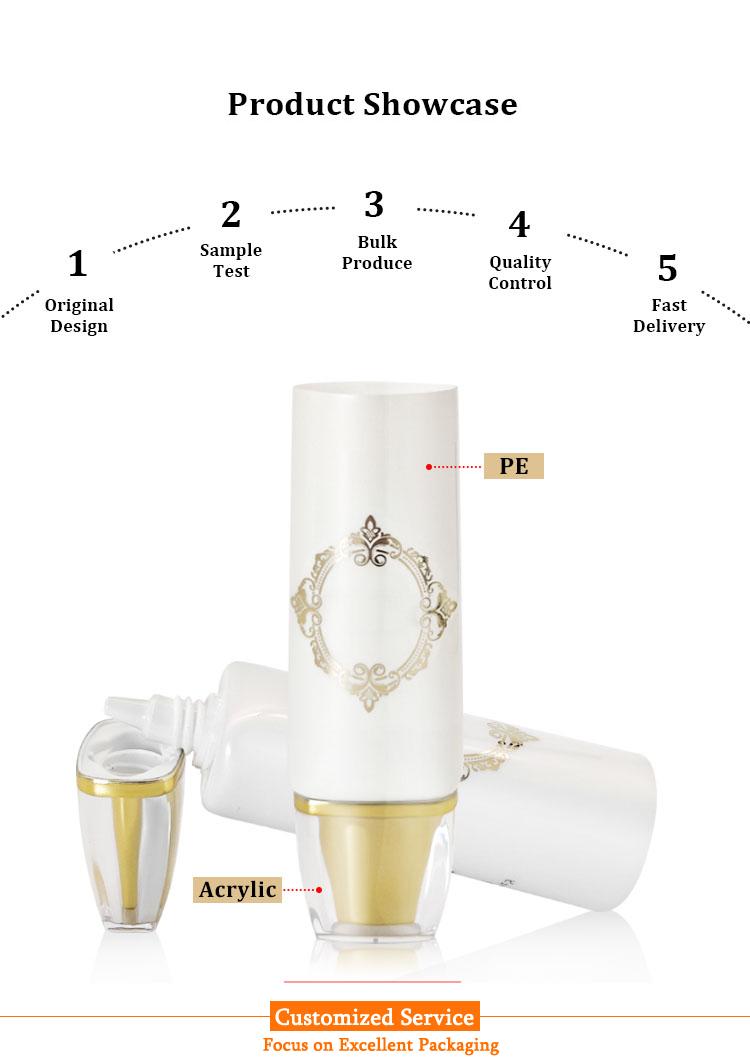 Product Showcase
1
Original
Design
2
Sample
Test
3
Bulk
Produce
4
Quality
Control
5
Fast
Delivery
PE
Acrylic
Customized Service
Focus on Excellent Packaging